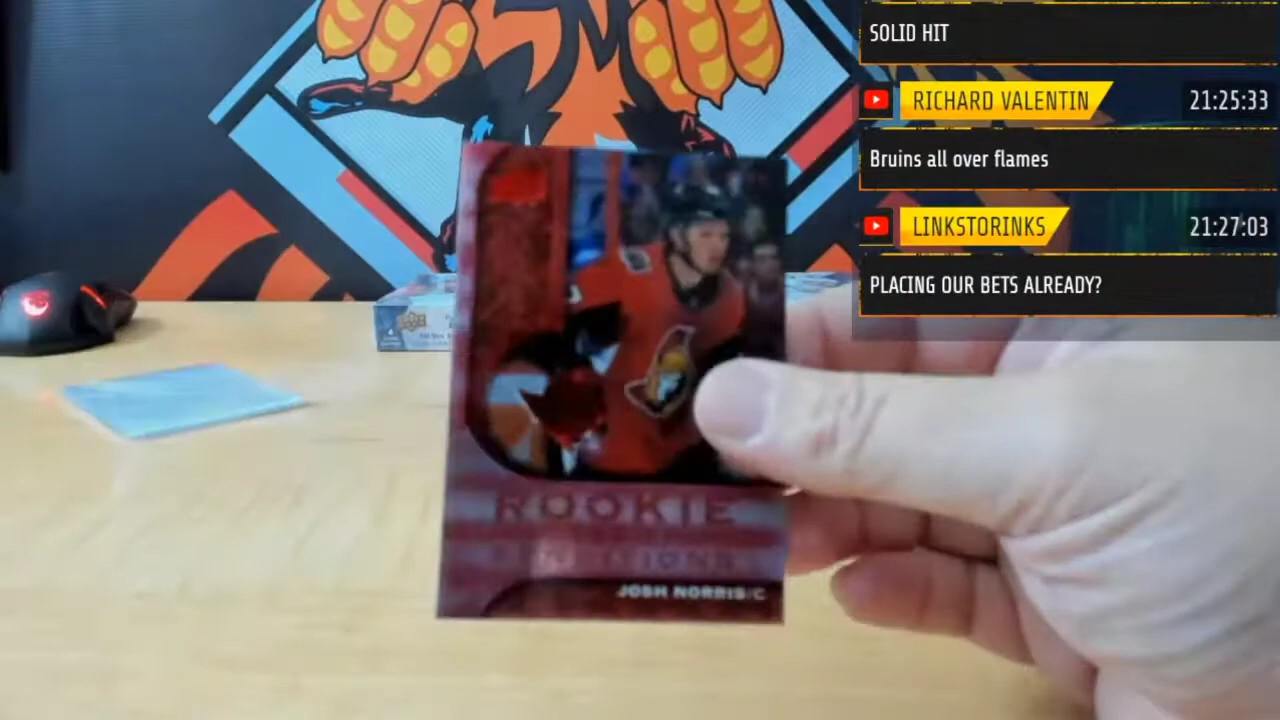 SOLID HIT
RICHARD VALENTIN 21:25:33
Bruins all over flames
LINKSTORINKS 21:27:03
PLACING OUR BETS ALREADY?
ROOKIE
JOSH NORRIS/C